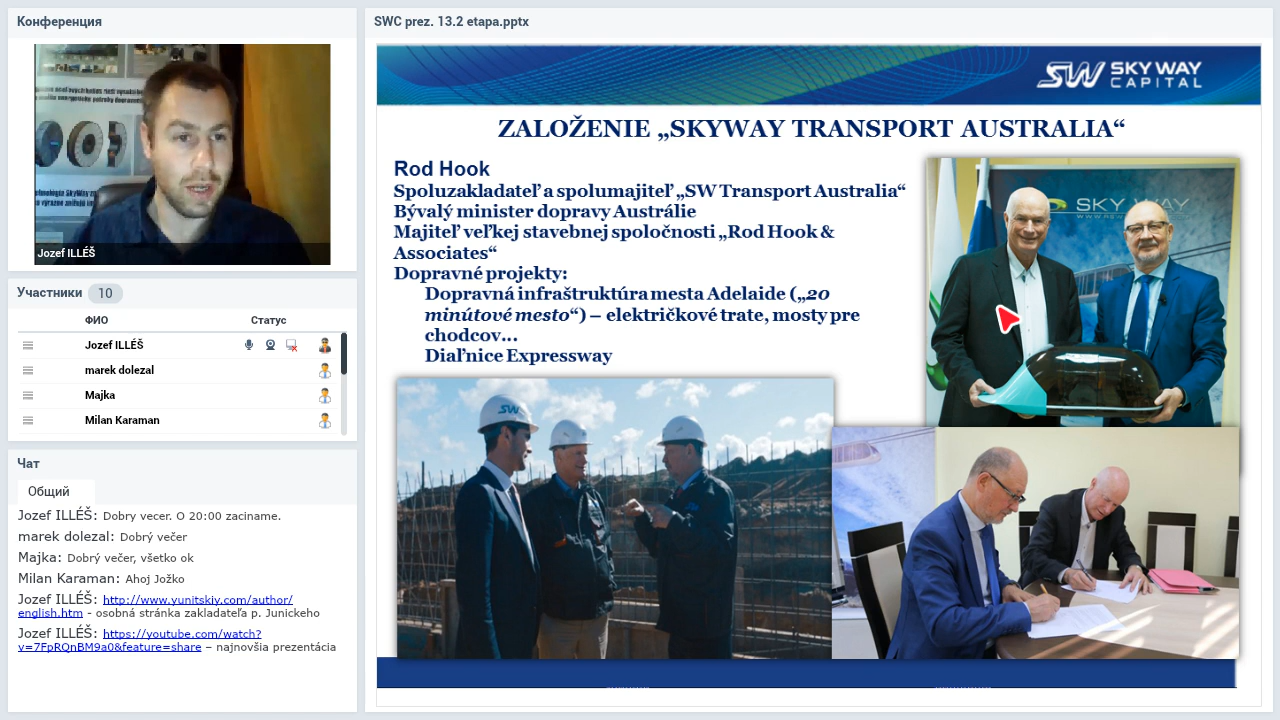 Конференция
Jozef ILLÉŠ
Участники 10
ФИО Статус
Jozef ILLÉŠ
marek dolezal
Majka
Milan Karaman
Чат
Общий
Jozef ILLÉŠ: Dobry vecer. O 20:00 zaciname.
marek dolezal: Dobrý večer
Majka: Dobrý večer, všetko ok
Milan Karaman: Ahoj Jožko
Jozef ILLÉŠ: http://www.yunitskiy.com/author/
english.htm - osobná stránka zakladateľa p. Junickeho
Jozef ILLÉŠ: https://youtube.com/watch?
v=7FpRQnBM9a0&feature=share – najnovšia prezentácia
SWC prez. 13.2 etapa.pptx
SW SKY WAY
CAPITAL
ZALOŽENIE „SKYWAY TRANSPORT AUSTRALIA“
Rod Hook
Spoluzakladateľ a spolumajiteľ „SW Transport Australia“
Bývalý minister dopravy Austrálie
Majiteľ veľkej stavebnej spoločnosti „Rod Hook &
Associates“
Dopravné projekty:
Dopravná infraštruktúra mesta Adelaide („20
minútové mesto“) – električkové trate, mosty pre
chodcov...
Diaľnice Expressway
SKY WAY
SW